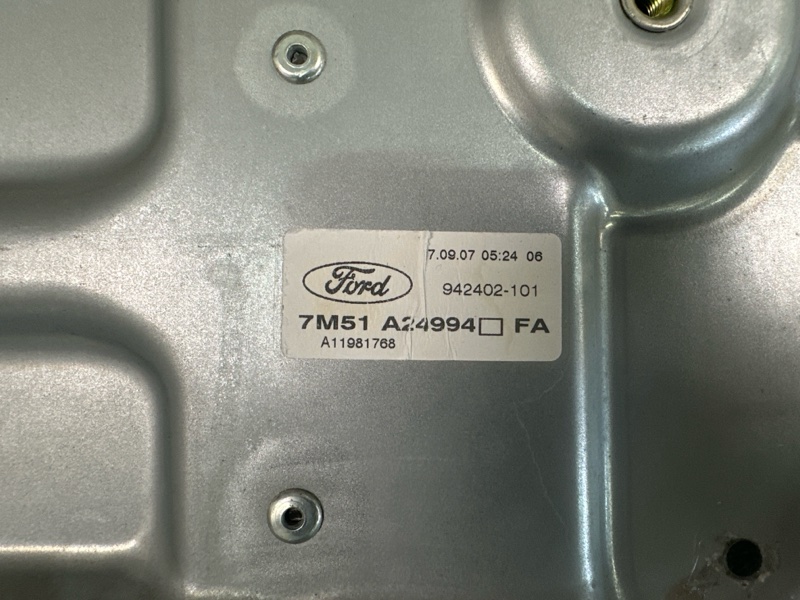 7.09.07 05:24 06
Ford
942402-101
7M51 A24994□ FA
A11981768